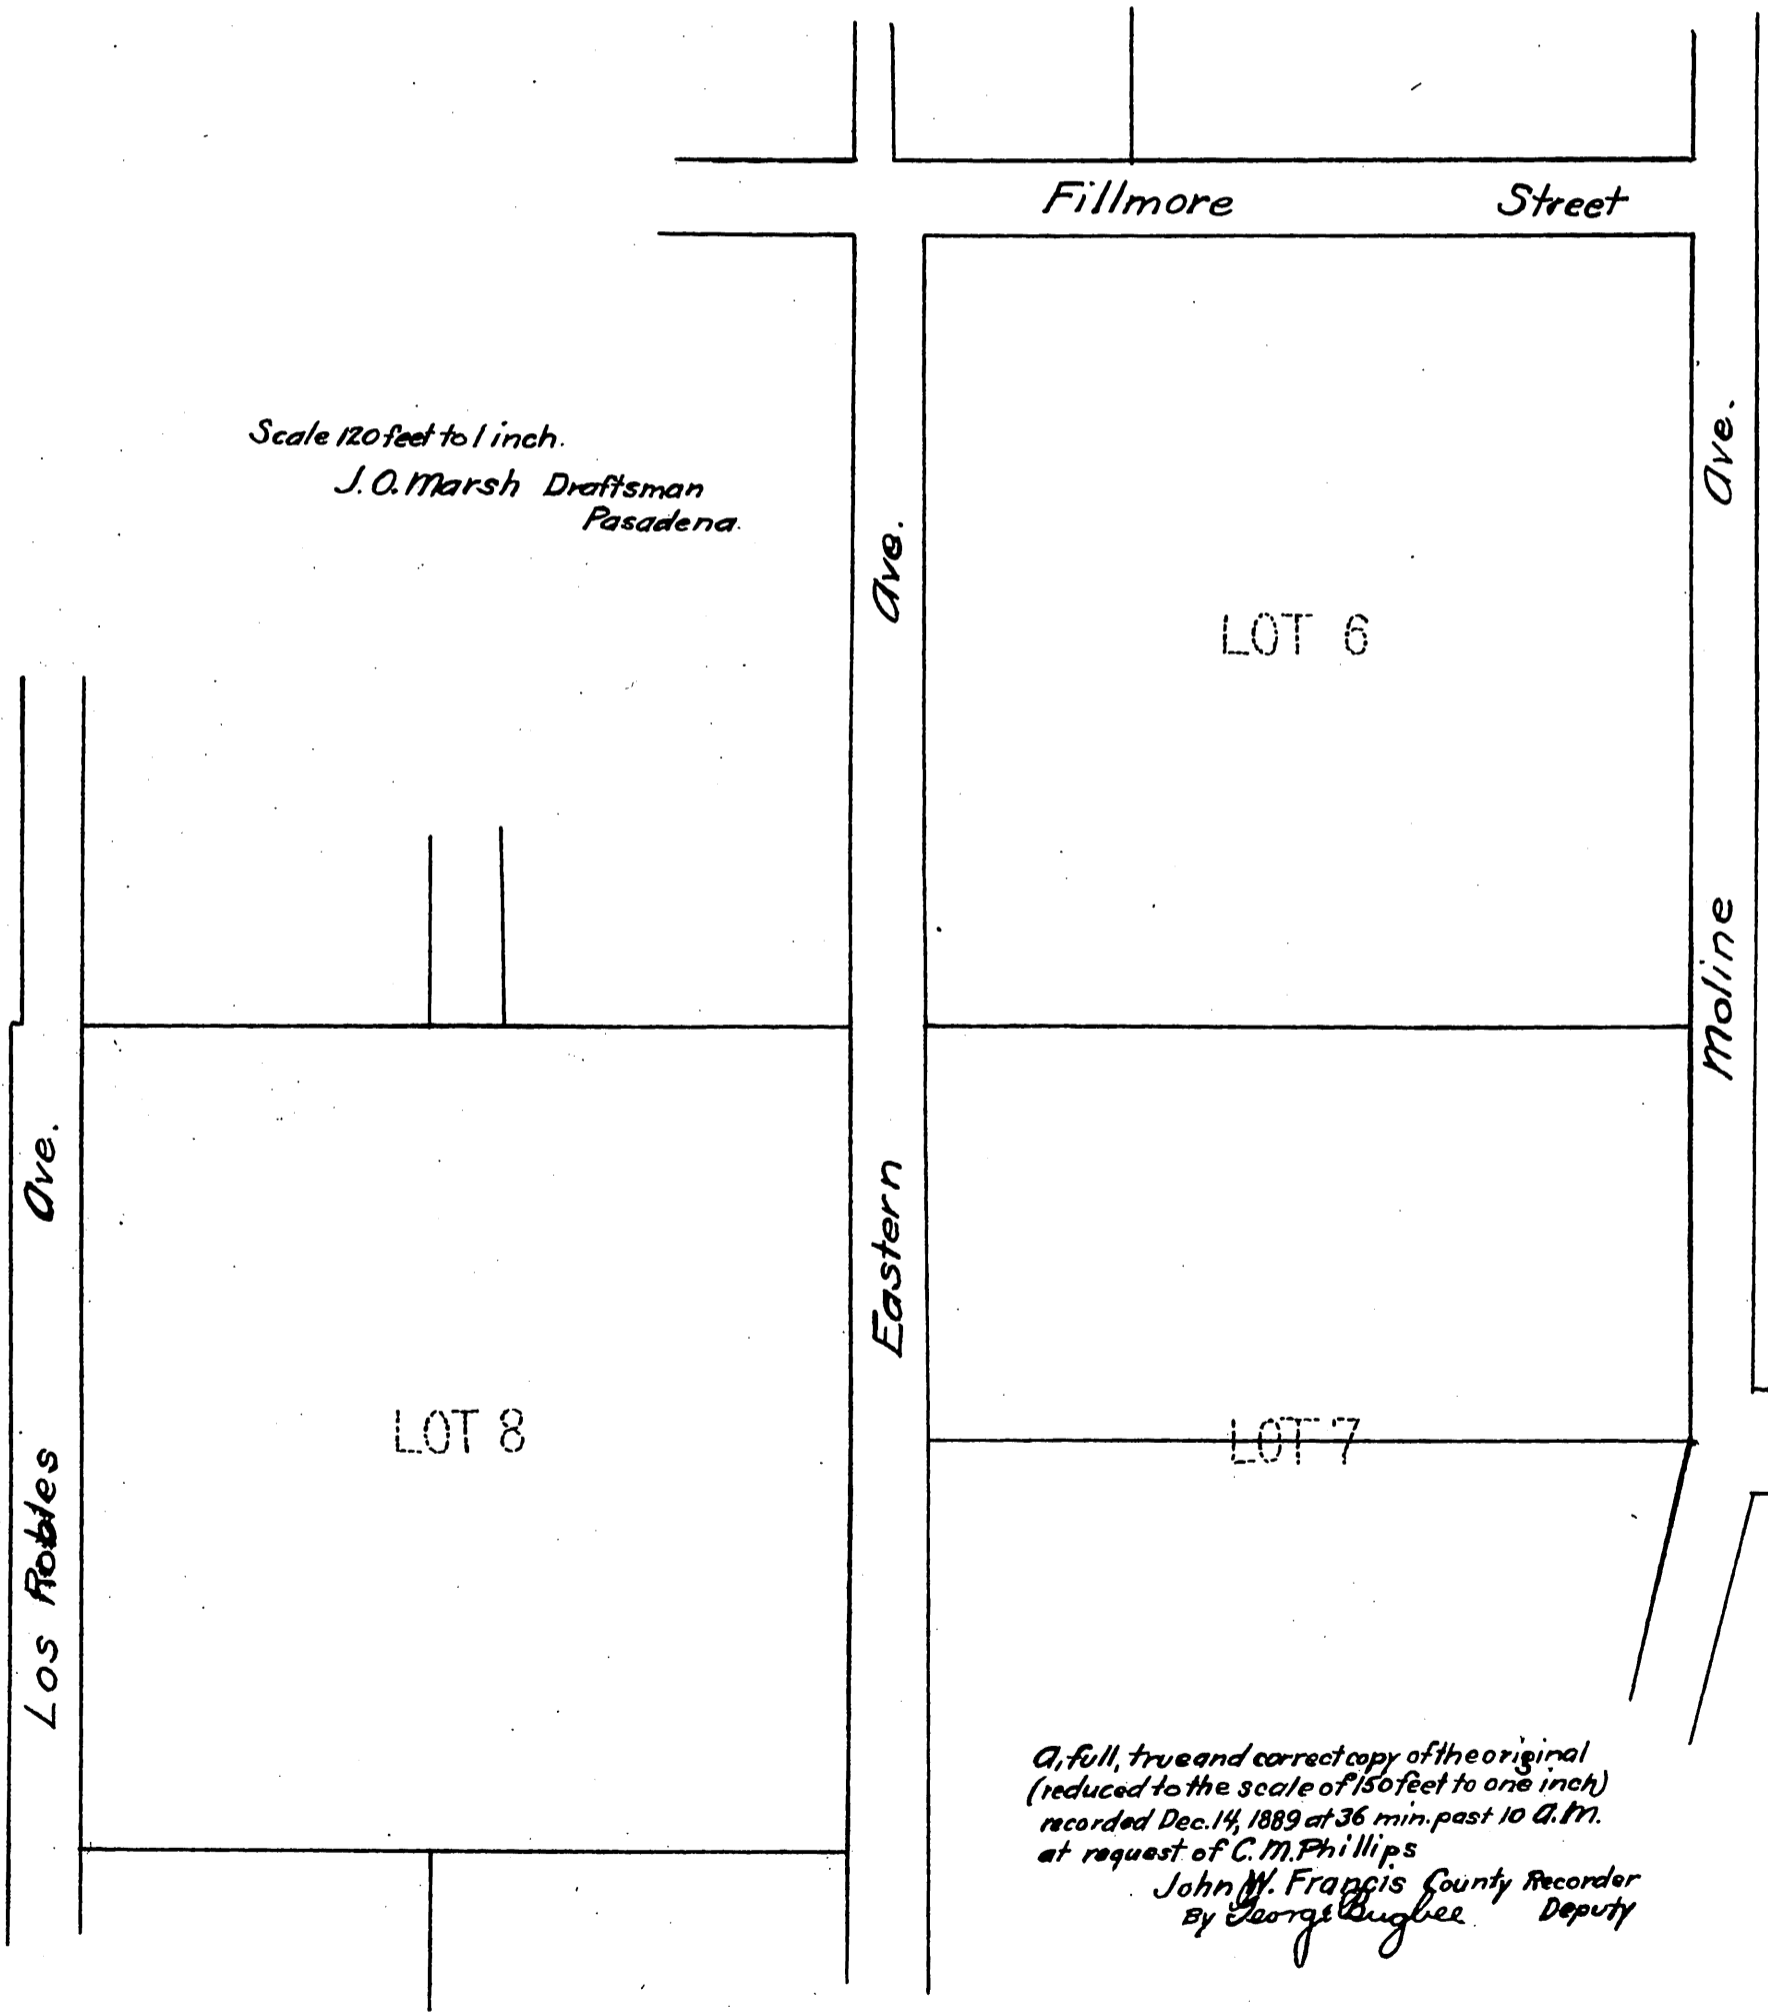 Fillmore Street
Scale 120 feet to 1 inch.
J. O. Marsh Draftsman
Pasadena.
Ave.
Ave.
LOT 6
Moline
Ave.
Eastern
LOT 8
LOT 7
Los Robles
A, full, true and correct copy of the original
(reduced to the scale of 150 feet to one inch)
recorded Dec. 14, 1889 at 36 min. past 10 a.m.
at request of C. M. Phillips
John W. Francis County Recorder
By George Bugbee Deputy